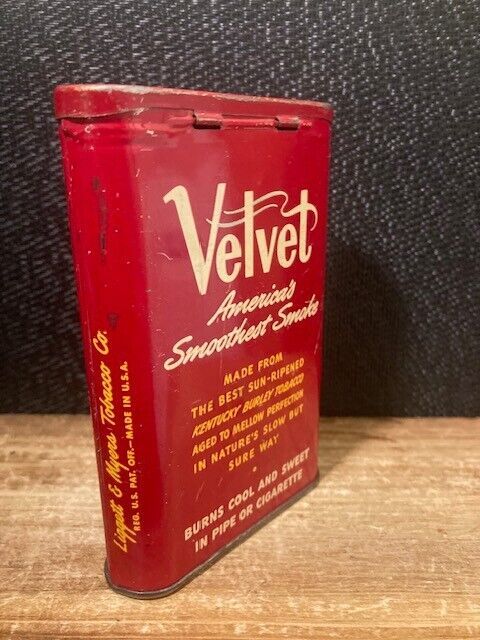 Velvet
America's
Smoothest Smoke
MADE FROM
THE BEST SUN-RIPENED
KENTUCKY BURLEY TOBACCO
AGED TO MELLOW PERFECTION
IN NATURE'S SLOW BUT
SURE WAY
BURNS COOL AND SWEET
IN PIPE OR CIGARETTE
Liggett & Myers Tobacco Co.
REG. U.S. PAT. OFF.—MADE IN U.S.A.